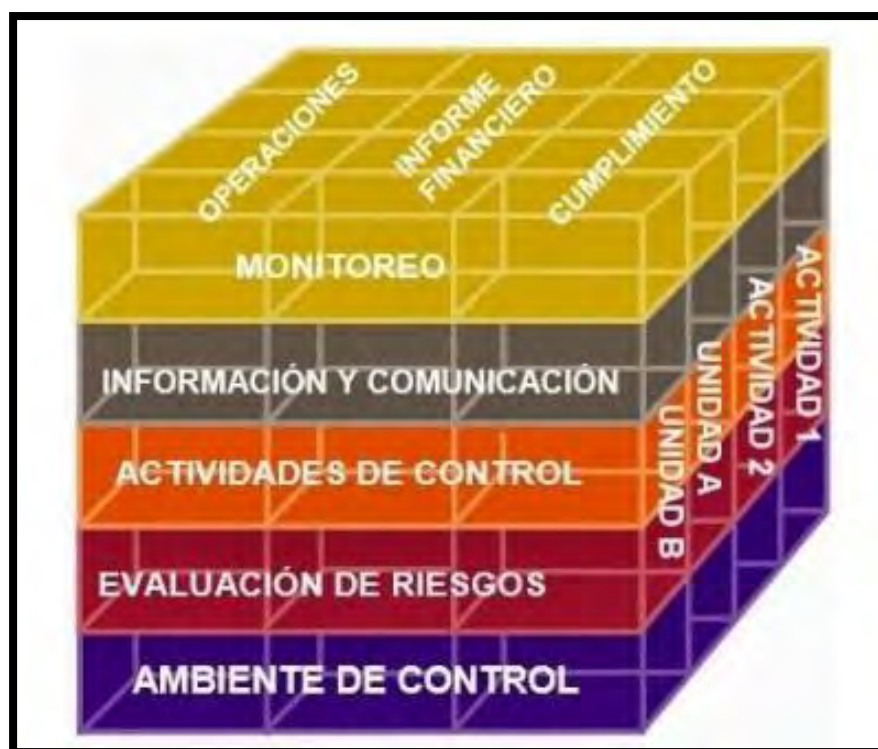 OPERACIONES
INFORME
FINANCIERO
CUMPLIMIENTO
MONITOREO
INFORMACIÓN Y COMUNICACIÓN
ACTIVIDADES DE CONTROL
EVALUACIÓN DE RIESGOS
AMBIENTE DE CONTROL
UNIDAD B
UNIDAD A
ACTIVIDAD 2
ACTIVIDAD 1